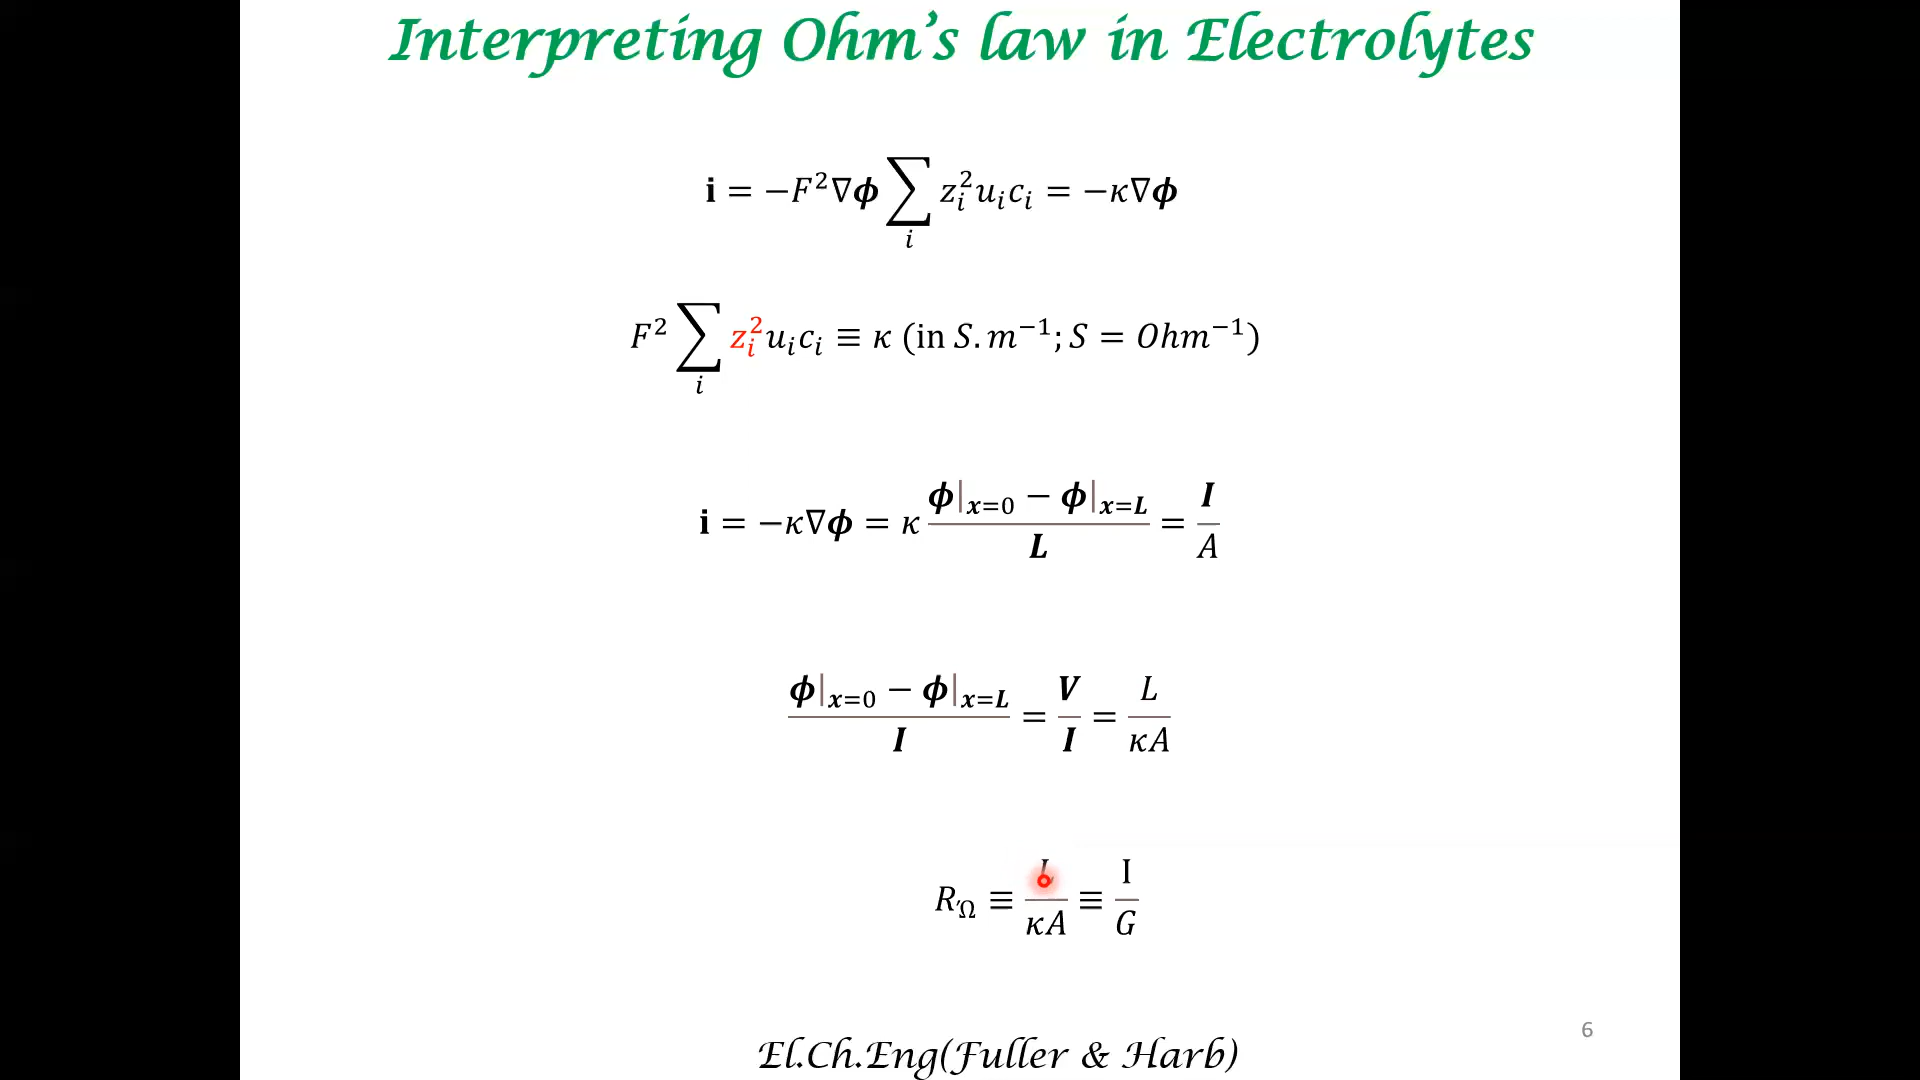 Interpreting Ohm’s law in Electrolytes
𝐢 = −F²∇ϕ ∑ᵢ zᵢ²uᵢcᵢ = −κ∇ϕ
F² ∑ᵢ zᵢ²uᵢcᵢ ≡ κ (in S.m⁻¹; S = Ohm⁻¹)
𝐢 = −κ∇ϕ = κ (ϕ|x=0 − ϕ|x=L)/L = I/A
(ϕ|x=0 − ϕ|x=L)/I = V/I = L/κA
R′Ω ≡ L/κA ≡ I/G
6
El.Ch.Eng(Fuller & Harb)